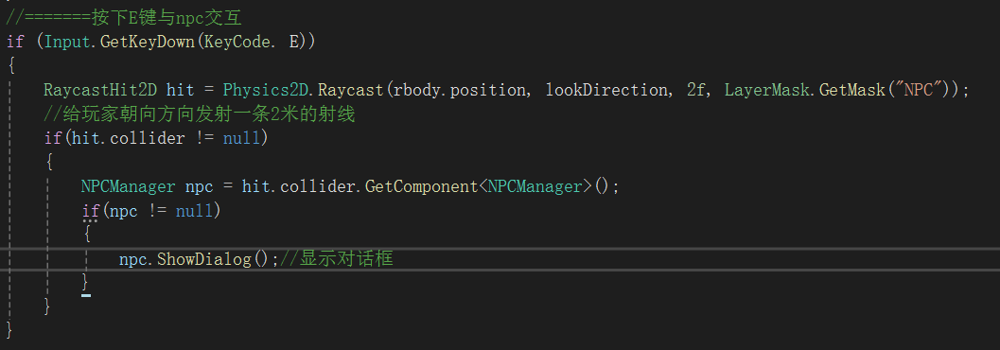 //=======按下E键与npc交互
if (Input.GetKeyDown(KeyCode. E))
{
RaycastHit2D hit = Physics2D.Raycast(rbody.position, lookDirection, 2f, LayerMask.GetMask("NPC"));
//给玩家朝向方向发射一条2米的射线
if(hit.collider != null)
{
NPCManager npc = hit.collider.GetComponent<NPCManager>();
if(npc != null)
{
npc.ShowDialog();//显示对话框
}
}
}